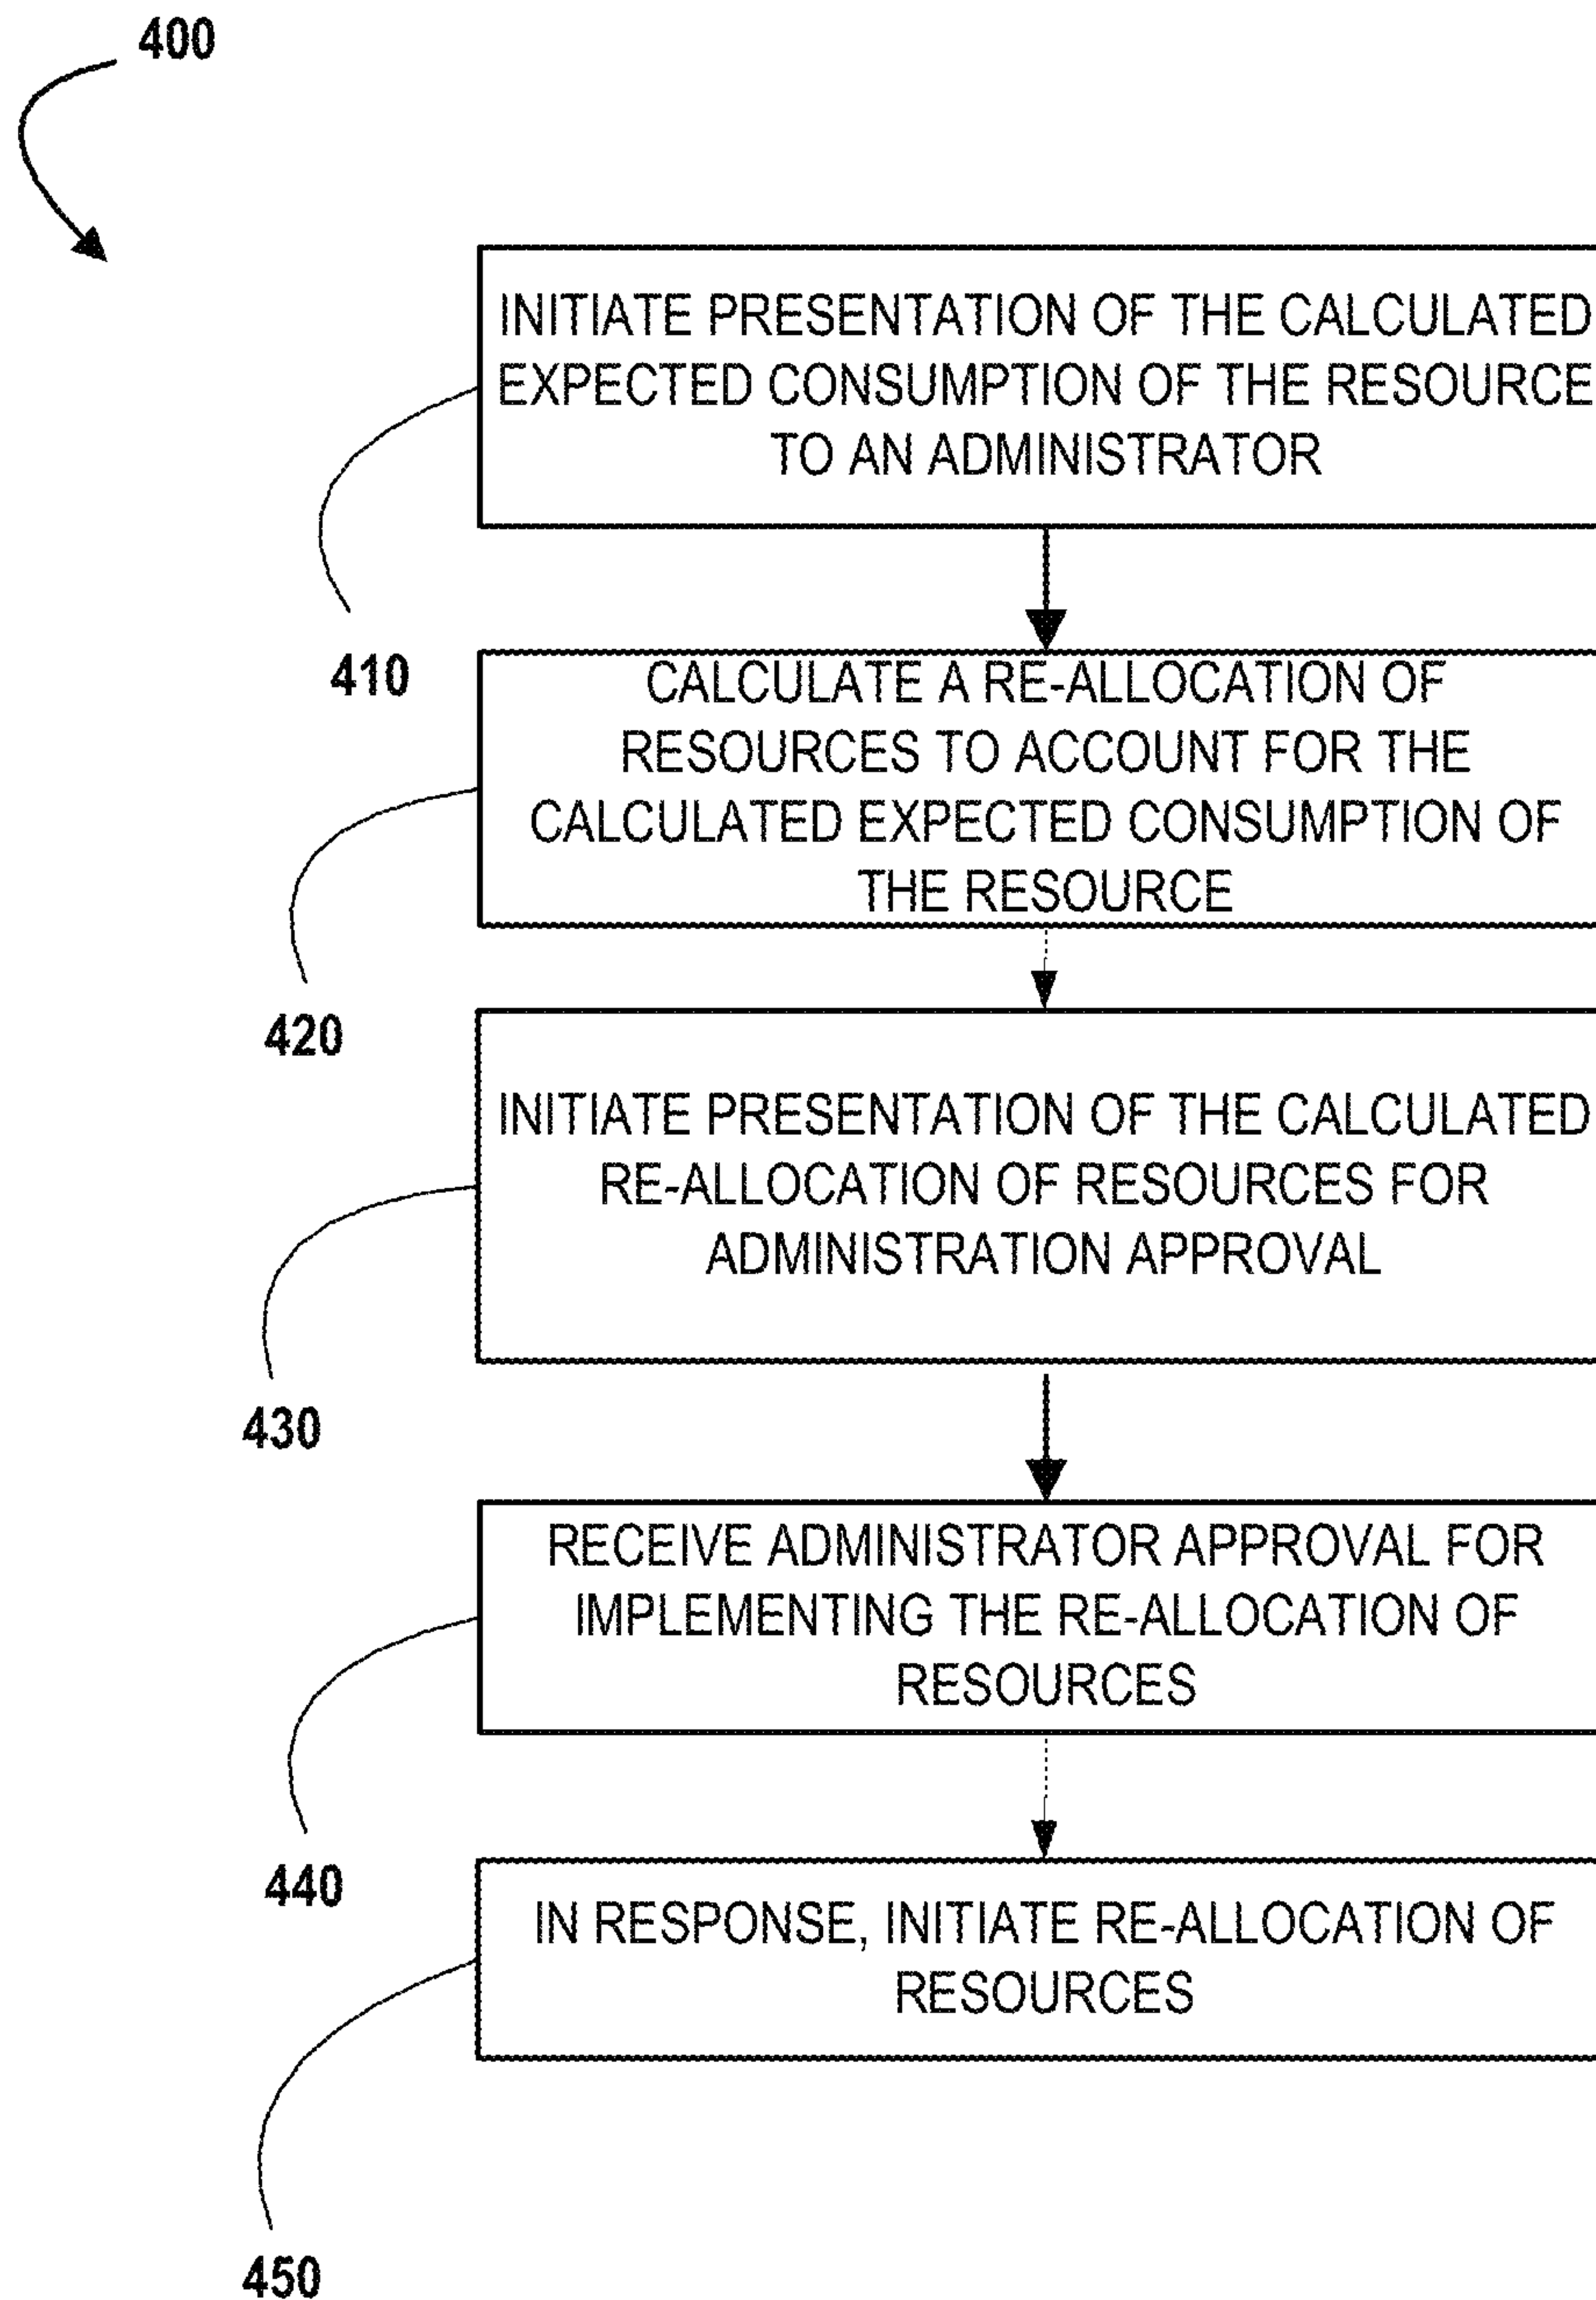 400
INITIATE PRESENTATION OF THE CALCULATED
EXPECTED CONSUMPTION OF THE RESOURCE
TO AN ADMINISTRATOR
410
CALCULATE A RE-ALLOCATION OF
RESOURCES TO ACCOUNT FOR THE
CALCULATED EXPECTED CONSUMPTION OF
THE RESOURCE
420
INITIATE PRESENTATION OF THE CALCULATED
RE-ALLOCATION OF RESOURCES FOR
ADMINISTRATION APPROVAL
430
RECEIVE ADMINISTRATOR APPROVAL FOR
IMPLEMENTING THE RE-ALLOCATION OF
RESOURCES
440
IN RESPONSE, INITIATE RE-ALLOCATION OF
RESOURCES
450